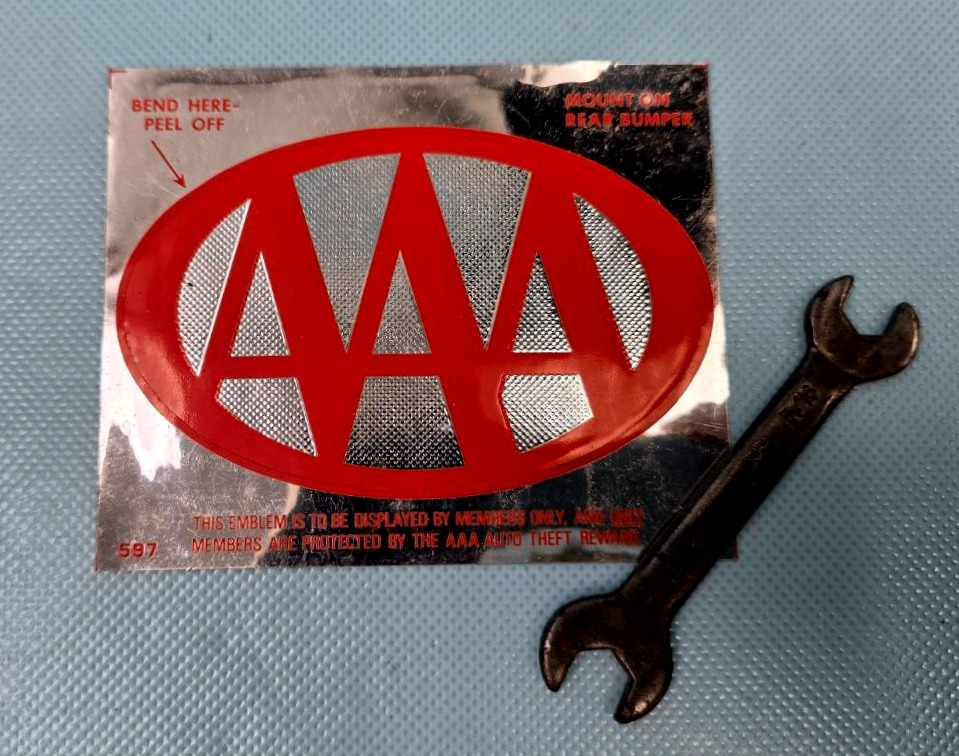 BEND HERE-
PEEL OFF
MOUNT ON
REAR BUMPER
AAA
THIS EMBLEM IS TO BE DISPLAYED BY MEMBERS ONLY, AND ONLY
MEMBERS ARE PROTECTED BY THE AAA AUTO THEFT REWARD
597